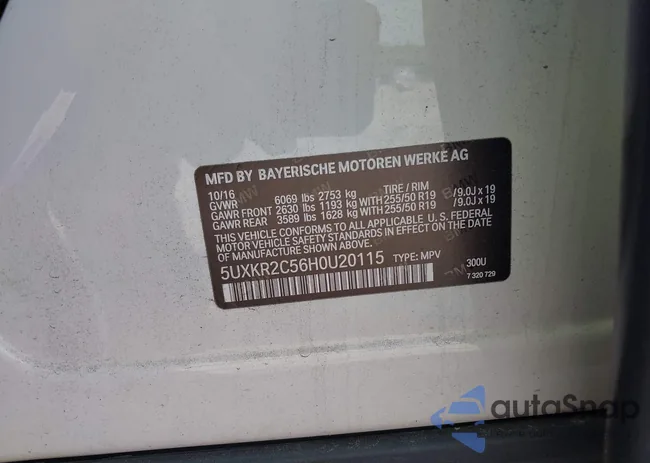 MFD BY BAYERISCHE MOTOREN WERKE AG
10/16 TIRE / RIM
GVWR 6069 lbs 2753 kg
GAWR FRONT 2630 lbs 1193 kg WITH 255/50 R19 /9.0J x 19
GAWR REAR 3589 lbs 1628 kg WITH 255/50 R19 /9.0J x 19
THIS VEHICLE CONFORMS TO ALL APPLICABLE U. S. FEDERAL
MOTOR VEHICLE SAFETY STANDARDS IN EFFECT ON THE DATE
OF MANUFACTURE SHOWN ABOVE.
5UXKR2C56H0U20115 TYPE: MPV 300U
7 320 729
autoSnap